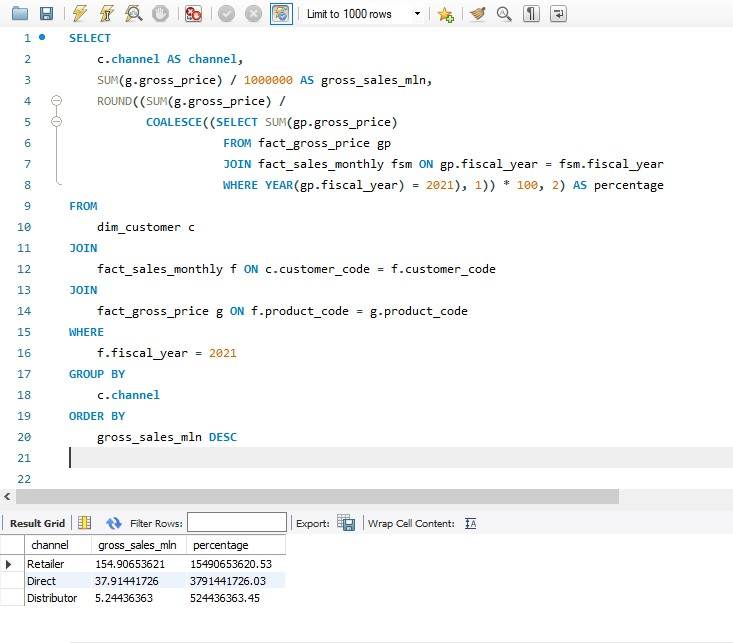 Limit to 1000 rows
1 SELECT
2 c.channel AS channel,
3 SUM(g.gross_price) / 1000000 AS gross_sales_mln,
4 ROUND((SUM(g.gross_price) /
5 COALESCE((SELECT SUM(gp.gross_price)
6 FROM fact_gross_price gp
7 JOIN fact_sales_monthly fsm ON gp.fiscal_year = fsm.fiscal_year
8 WHERE YEAR(gp.fiscal_year) = 2021), 1)) * 100, 2) AS percentage
9 FROM
10 dim_customer c
11 JOIN
12 fact_sales_monthly f ON c.customer_code = f.customer_code
13 JOIN
14 fact_gross_price g ON f.product_code = g.product_code
15 WHERE
16 f.fiscal_year = 2021
17 GROUP BY
18 c.channel
19 ORDER BY
20 gross_sales_mln DESC
21
22
Result Grid Filter Rows: Export: Wrap Cell Content: IA
channel gross_sales_mln percentage
Retailer 154.90653621 15490653620.53
Direct 37.91441726 3791441726.03
Distributor 5.24436363 524436363.45